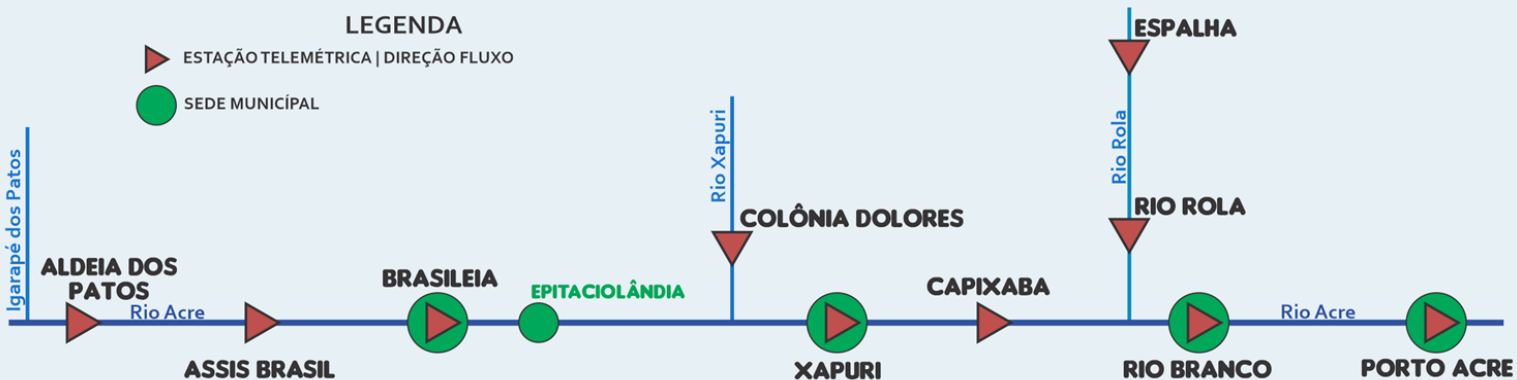 LEGENDA
ESTAÇÃO TELEMÉTRICA | DIREÇÃO FLUXO
SEDE MUNICÍPAL
Igarapé dos Patos
ALDEIA DOS
PATOS
Rio Acre
ASSIS BRASIL
BRASILEIA
EPITACIOLÂNDIA
Rio Xapuri
COLÔNIA DOLORES
XAPURI
CAPIXABA
ESPALHA
Rio Rola
RIO ROLA
RIO BRANCO
Rio Acre
PORTO ACRE